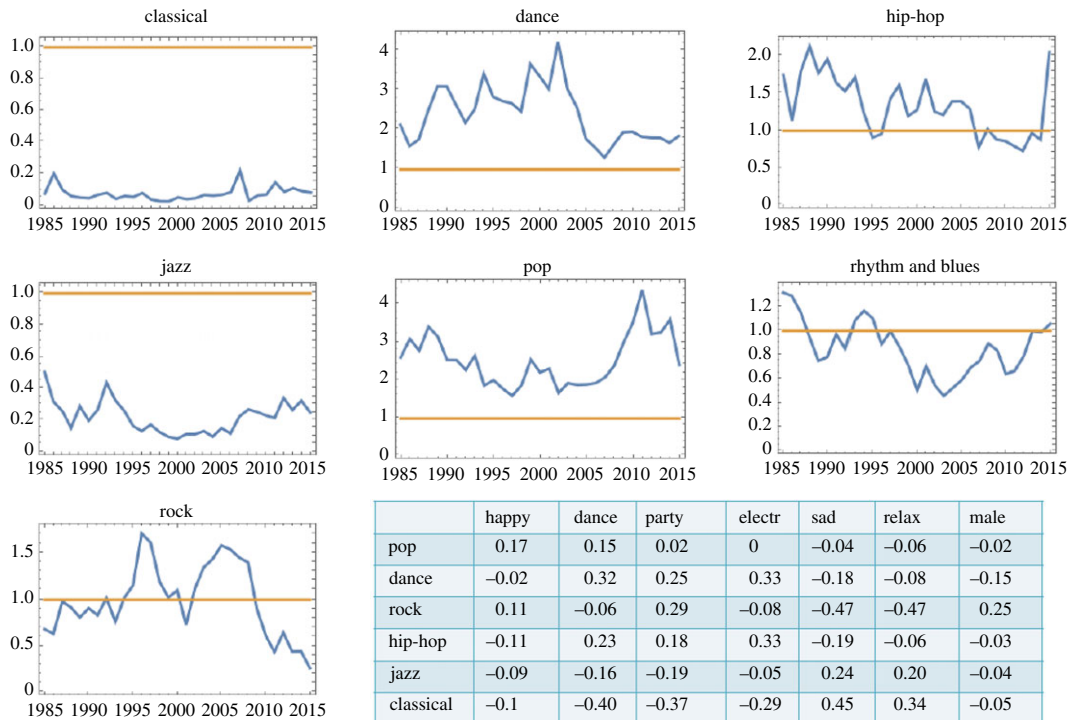 classical
1.0
0.8
0.6
0.4
0.2
0
1985 1990 1995 2000 2005 2010 2015
dance
4
3
2
1
0
1985 1990 1995 2000 2005 2010 2015
hip-hop
2.0
1.5
1.0
0.5
0
1985 1990 1995 2000 2005 2010 2015
jazz
1.0
0.8
0.6
0.4
0.2
0
1985 1990 1995 2000 2005 2010 2015
pop
4
3
2
1
0
1985 1990 1995 2000 2005 2010 2015
rhythm and blues
1.2
1.0
0.8
0.6
0.4
0.2
0
1985 1990 1995 2000 2005 2010 2015
rock
1.5
1.0
0.5
0
1985 1990 1995 2000 2005 2010 2015
happy dance party electr sad relax male
pop 0.17 0.15 0.02 0 –0.04 –0.06 –0.02
dance –0.02 0.32 0.25 0.33 –0.18 –0.08 –0.15
rock 0.11 –0.06 0.29 –0.08 –0.47 –0.47 0.25
hip-hop –0.11 0.23 0.18 0.33 –0.19 –0.06 –0.03
jazz –0.09 –0.16 –0.19 –0.05 0.24 0.20 –0.04
classical –0.1 –0.40 –0.37 –0.29 0.45 0.34 –0.05